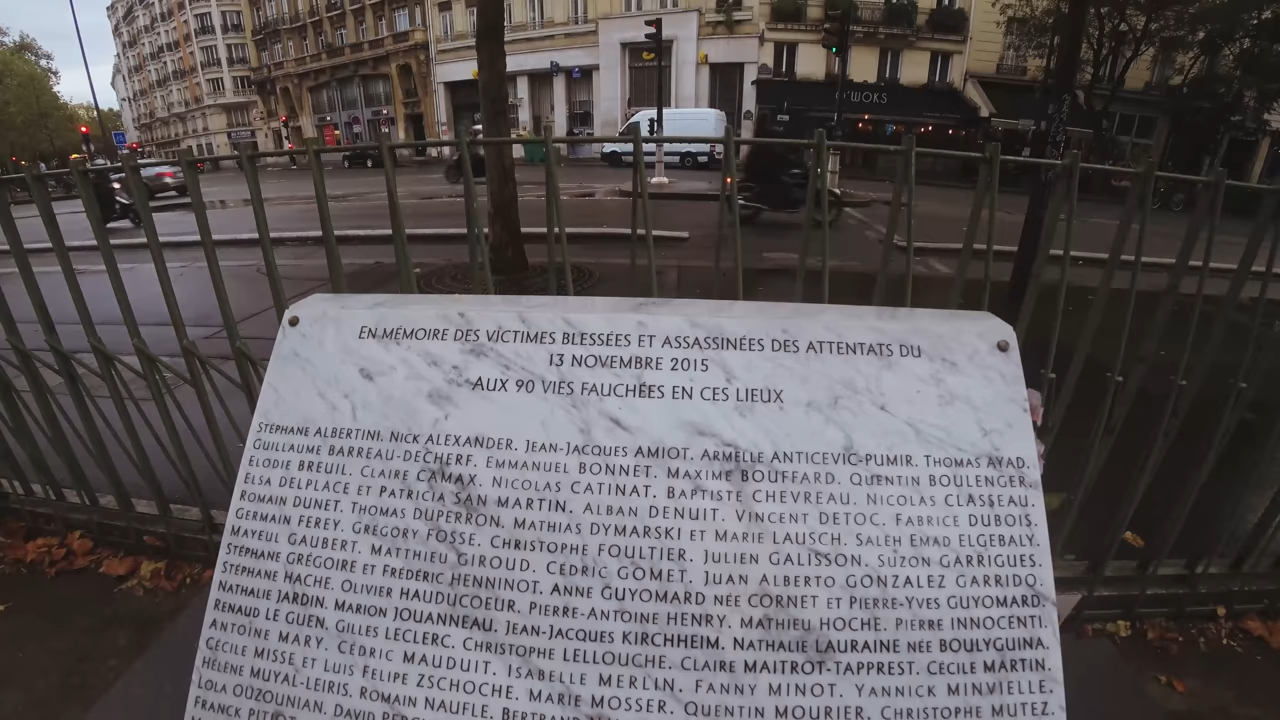 O'WOKS
EN MÉMOIRE DES VICTIMES BLESSÉES ET ASSASSINÉES DES ATTENTATS DU
13 NOVEMBRE 2015
AUX 90 VIES FAUCHÉES EN CES LIEUX
STÉPHANE ALBERTINI. NICK ALEXANDER. JEAN-JACQUES AMIOT. ARMELLE ANTICEVIC-PUMIR. THOMAS AYAD.
GUILLAUME BARREAU-DECHERF. EMMANUEL BONNET. MAXIME BOUFFARD. QUENTIN BOULENGER.
ELODIE BREUIL. CLAIRE CAMAX. NICOLAS CATINAT. BAPTISTE CHEVREAU. NICOLAS CLASSEAU.
ELSA DELPLACE ET PATRICIA SAN MARTIN. ALBAN DENUIT. VINCENT DETOC. FABRICE DUBOIS.
ROMAIN DUNET. THOMAS DUPERRON. MATHIAS DYMARSKI ET MARIE LAUSCH. SALEH EMAD ELGEBALY.
GERMAIN FEREY. GRÉGORY FOSSE. CHRISTOPHE FOULTIER. JULIEN GALISSON. SUZON GARRIGUES.
MAYEUL GAUBERT. MATTHIEU GIROUD. CÉDRIC GOMET. JUAN ALBERTO GONZALEZ GARRIDO.
STÉPHANE GRÉGOIRE ET FRÉDÉRIC HENNINOT. ANNE GUYOMARD NÉE CORNET ET PIERRE-YVES GUYOMARD.
STÉPHANE HACHE. OLIVIER HAUDUCOEUR. PIERRE-ANTOINE HENRY. MATHIEU HOCHE. PIERRE INNOCENTI.
NATHALIE JARDIN. MARION JOUANNEAU. JEAN-JACQUES KIRCHHEIM. NATHALIE LAURAINE NÉE BOULYGUINA.
RENAUD LE GUEN. GILLES LECLERC. CHRISTOPHE LELLOUCHE. CLAIRE MAITROT-TAPPREST. CÉCILE MARTIN.
ANTOINE MARY. CÉDRIC MAUDUIT. ISABELLE MERLIN. FANNY MINOT. YANNICK MINVIELLE.
CÉCILE MISSE ET LUIS FELIPE ZSCHOCHE. MARIE MOSSER. QUENTIN MOURIER. CHRISTOPHE MUTEZ.
HÉLÈNE MUYAL-LEIRIS. ROMAIN NAUFLE. BERTRAND
LOLA OUZOUNIAN. DAVID
FRANCK